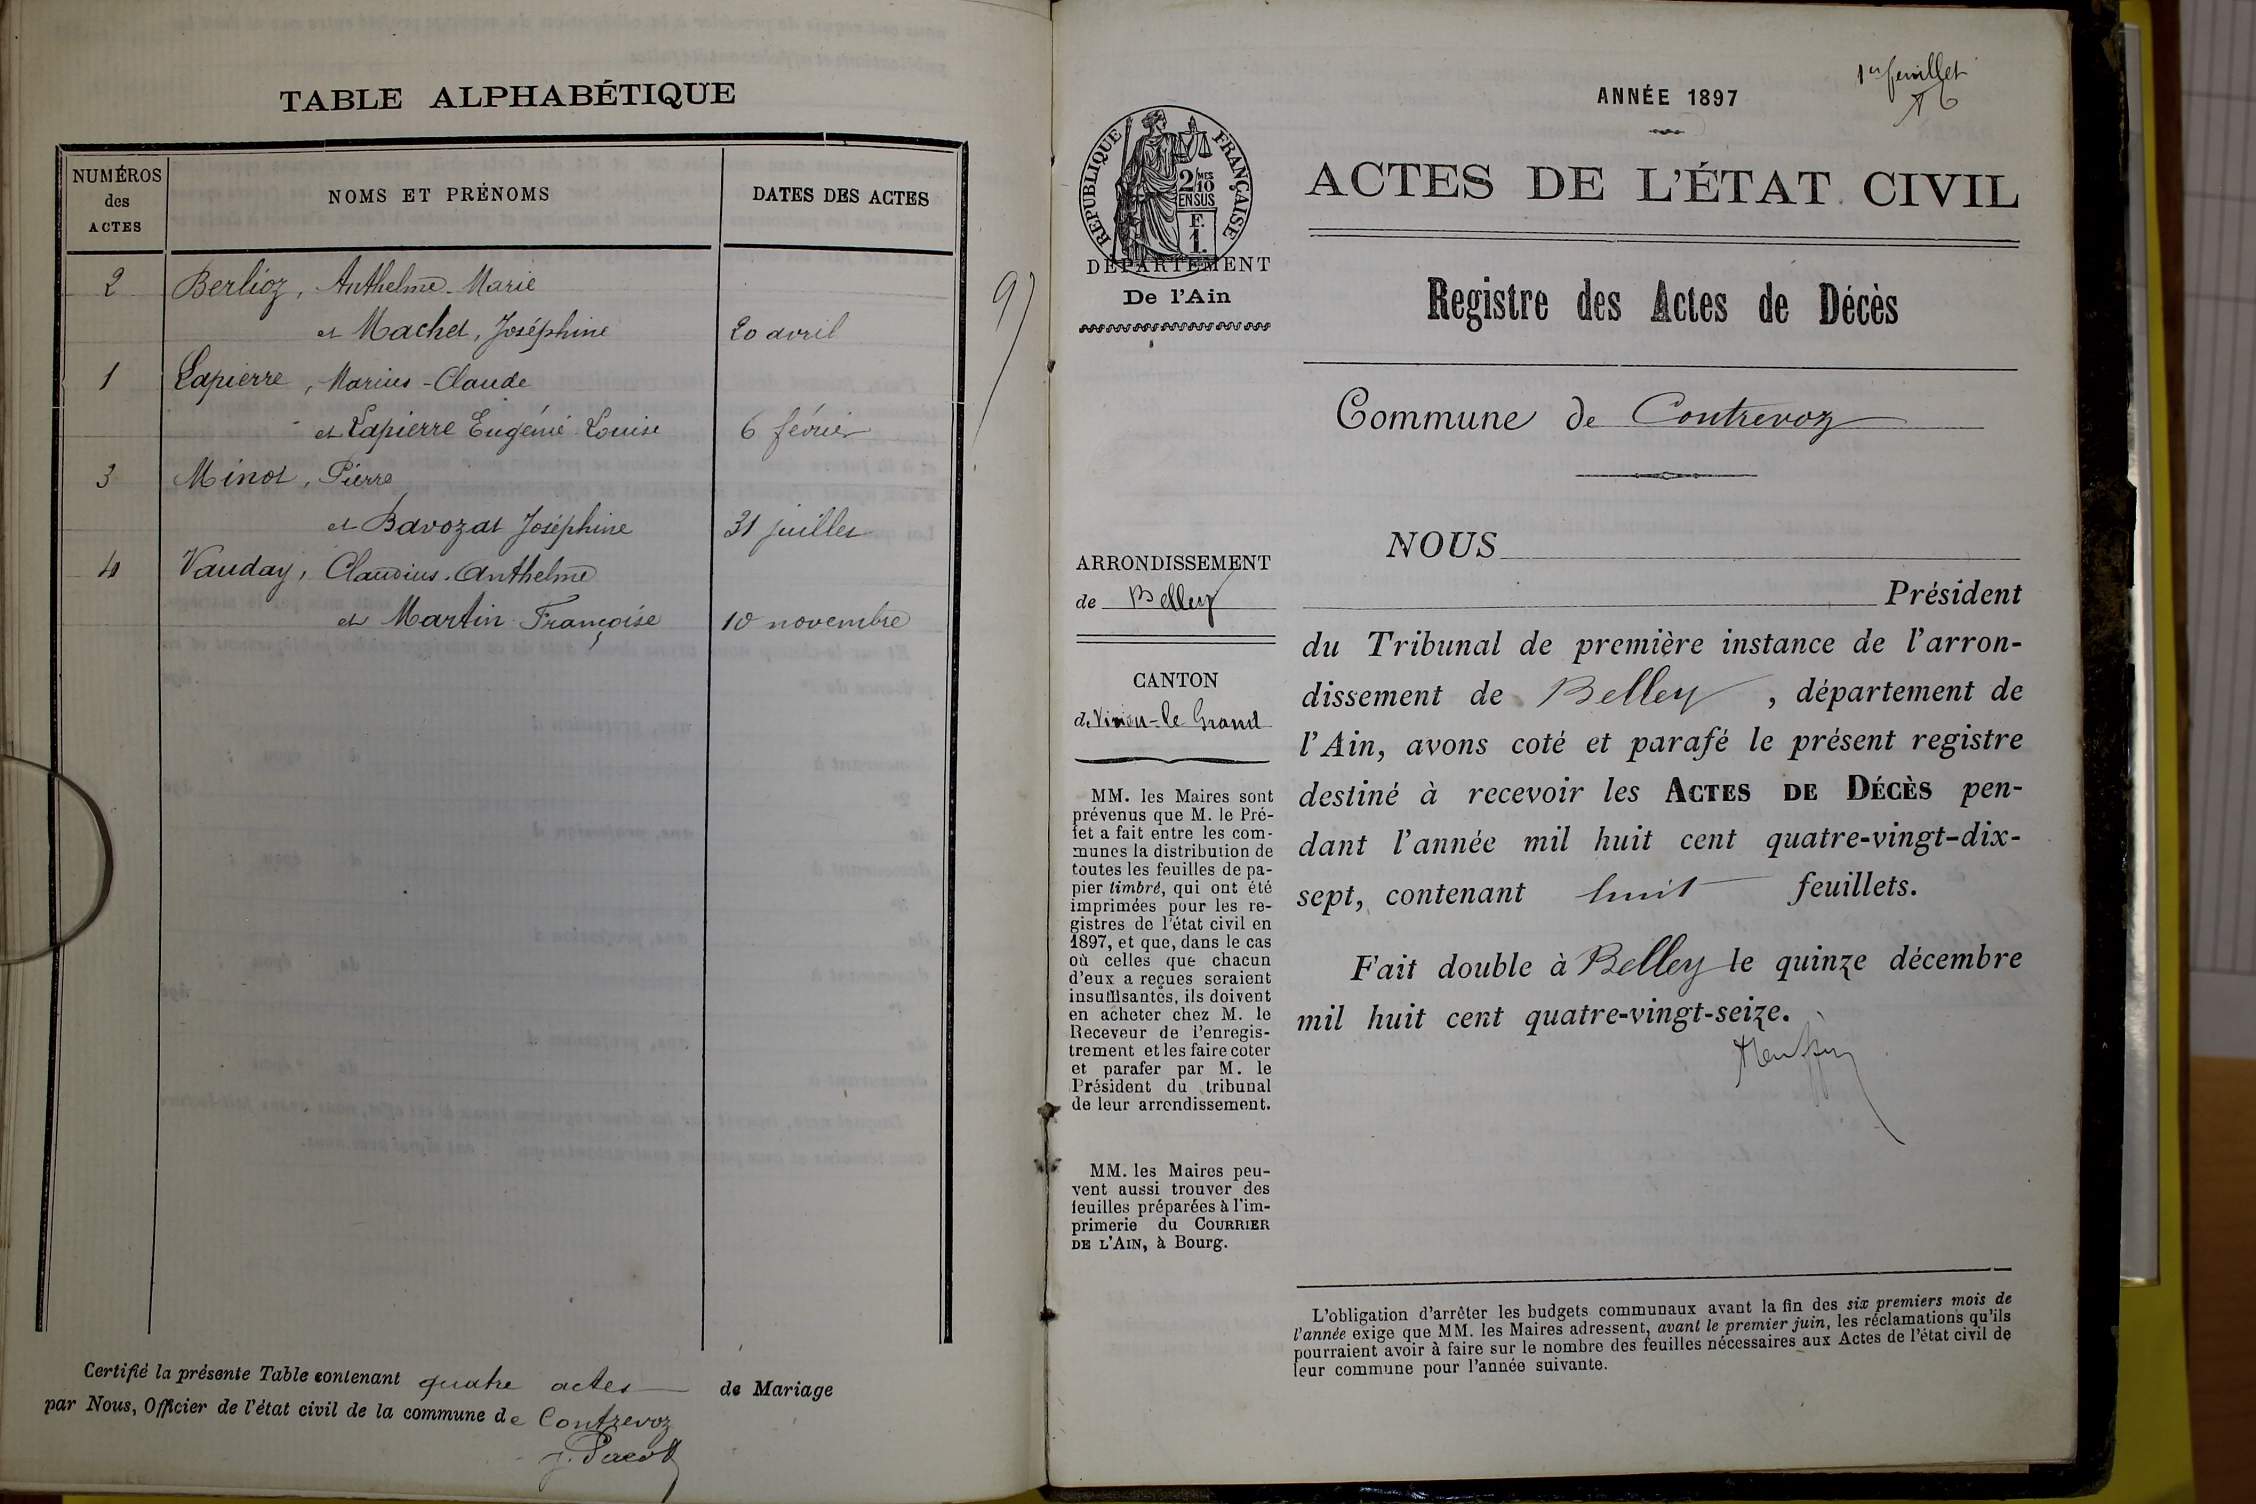 TABLE ALPHABÉTIQUE
NUMÉROS
des
ACTES
NOMS ET PRÉNOMS
DATES DES ACTES
2 Berlioz, Anthelme-Marie
et Machet, Joséphine 20 avril
1 Lapierre, Marius-Claude
et Lapierre Eugénie Louise 6 février
3 Minot, Pierre
et Bavozat Joséphine 31 juillet
4 Vauday, Claudius-Anthelme
et Martin Françoise 10 novembre
Certifié la présente Table contenant quatre actes de Mariage
par Nous, Officier de l'état civil de la commune de Contrevoz
97
1er feuillet
ANNÉE 1897
RÉPUBLIQUE FRANÇAISE
2 MES
10
EN SUS
F.
1.
DÉPARTEMENT
De l'Ain
ACTES DE L'ÉTAT CIVIL
Registre des Actes de Décès
Commune de Contrevoz
ARRONDISSEMENT
de Belley
CANTON
de Virieu-le Grand
MM. les Maires sont
prévenus que M. le Pré-
fet a fait entre les com-
munes la distribution de
toutes les feuilles de pa-
pier timbré, qui ont été
imprimées pour les re-
gistres de l'état civil en
1897, et que, dans le cas
où celles que chacun
d'eux a reçues seraient
insuffisantes, ils doivent
en acheter chez M. le
Receveur de l'enregis-
trement et les faire coter
et parafer par M. le
Président du tribunal
de leur arrondissement.
MM. les Maires peu-
vent aussi trouver des
feuilles préparées à l'im-
primerie du COURRIER
DE L'AIN, à Bourg.
NOUS
Président
du Tribunal de première instance de l'arron-
dissement de Belley, département de
l'Ain, avons coté et parafé le présent registre
destiné à recevoir les ACTES DE DÉCÈS pen-
dant l'année mil huit cent quatre-vingt-dix-
sept, contenant huit feuillets.
Fait double à Belley le quinze décembre
mil huit cent quatre-vingt-seize.
L'obligation d'arrêter les budgets communaux avant la fin des six premiers mois de
l'année exige que MM. les Maires adressent, avant le premier juin, les réclamations qu'ils
pourraient avoir à faire sur le nombre des feuilles nécessaires aux Actes de l'état civil de
leur commune pour l'année suivante.